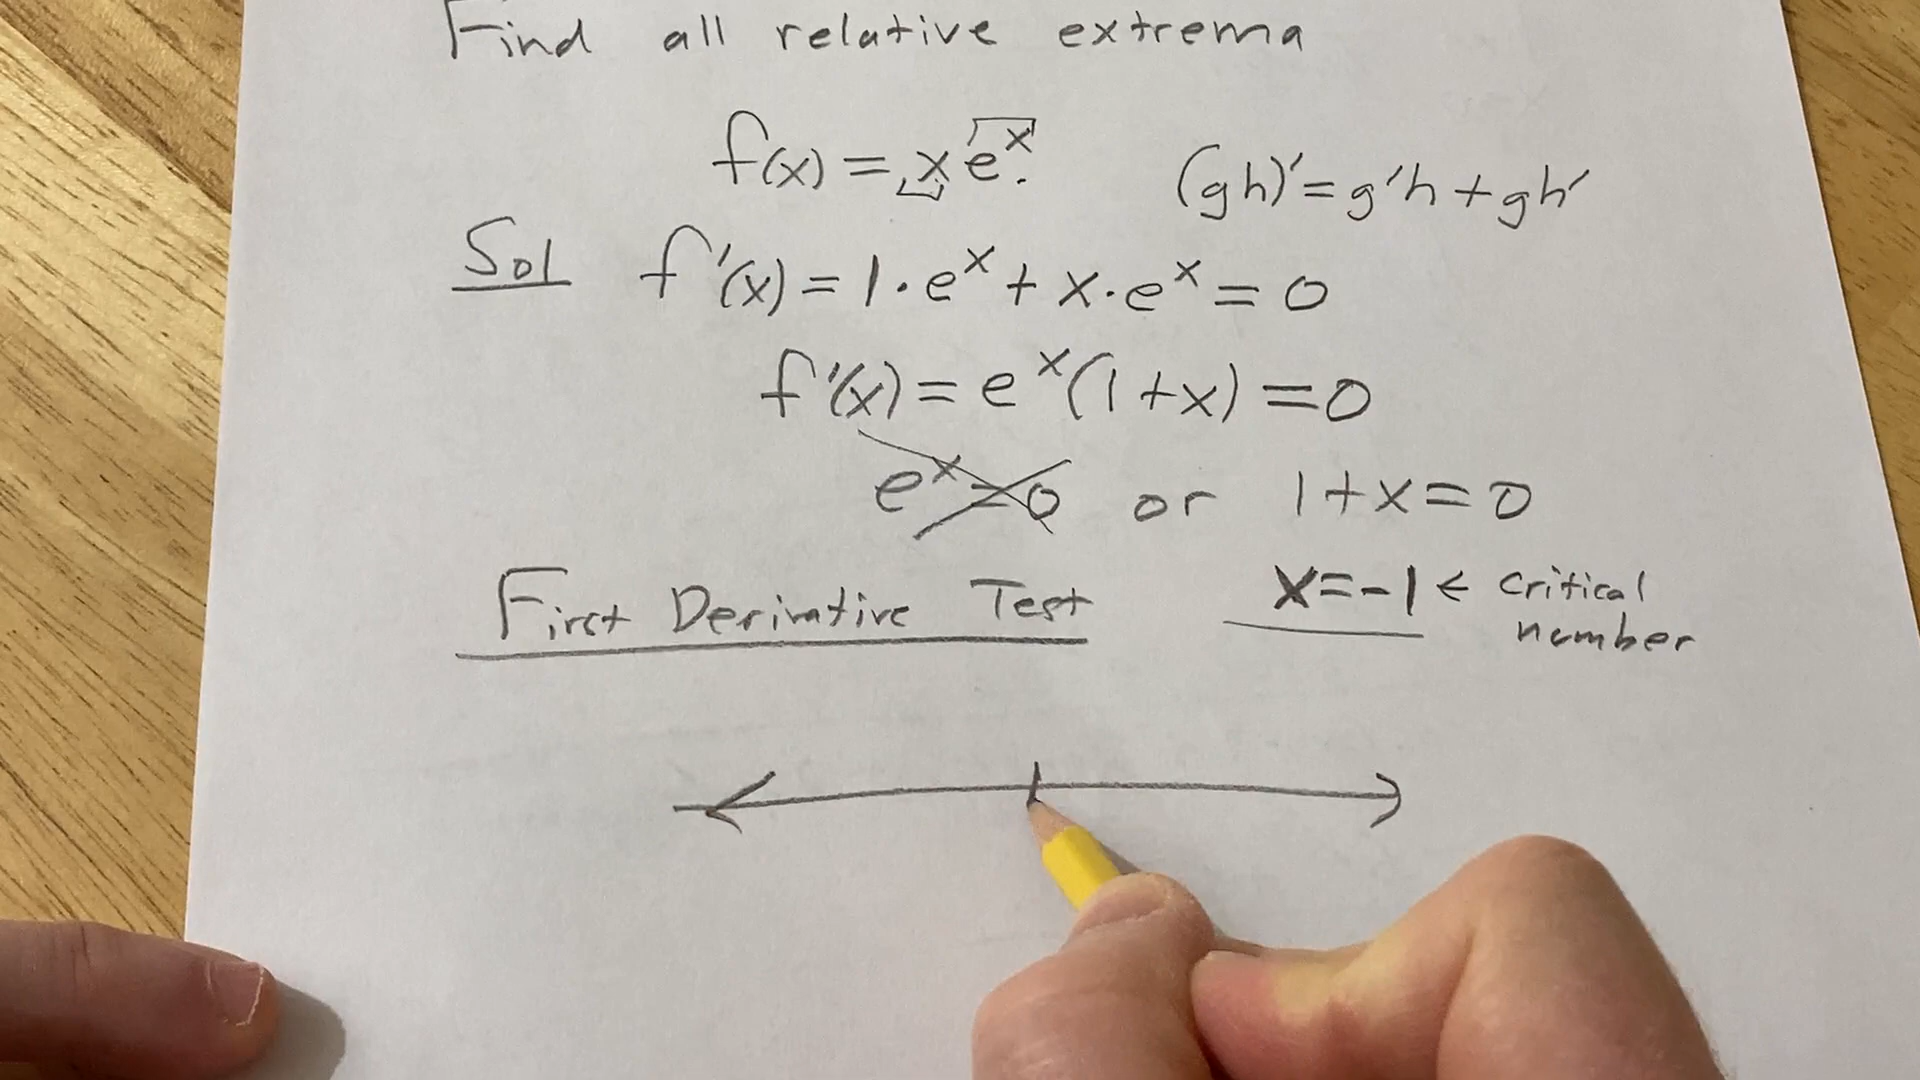 Find all relative extrema
f(x) = x e^x.
(gh)' = g'h + gh'
Sol f'(x) = 1 · e^x + x · e^x = 0
f'(x) = e^x (1 + x) = 0
e^x = 0 or 1 + x = 0
First Derivative Test
x = -1 ← critical
number